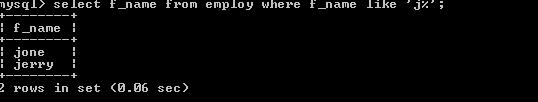 mysql> select f_name from employ where f_name like 'j%';
+--------+
| f_name |
+--------+
| jone   |
| jerry  |
+--------+
2 rows in set (0.06 sec)